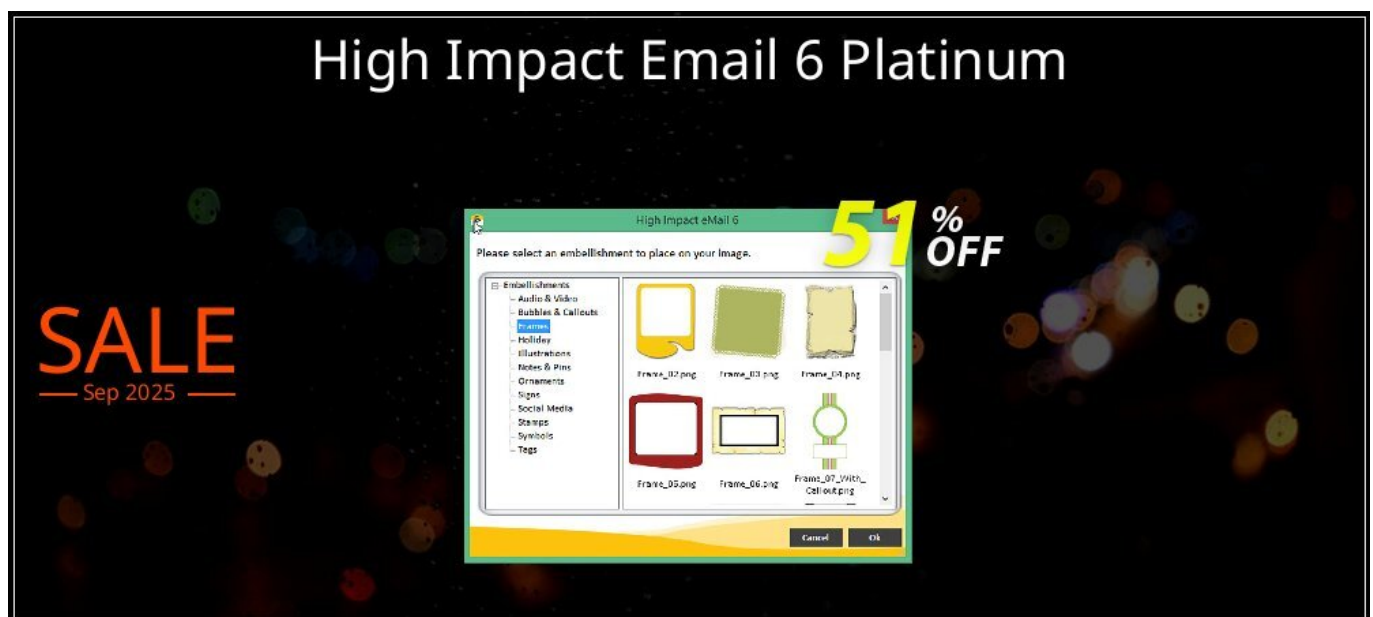 High Impact Email 6 Platinum
High Impact eMail 6
51
%
OFF
Please select an embellishment to place on your image.
Embellishments
Audio & Video
Bubbles & Callouts
Frames
Holiday
Illustrations
Notes & Pins
Ornaments
Signs
Social Media
Stamps
Symbols
Tags
Frame_02.png Frame_03.png Frame_04.png
Frame_05.png Frame_06.png Frame_07_With_
Callout.png
Cancel Ok
SALE
Sep 2025